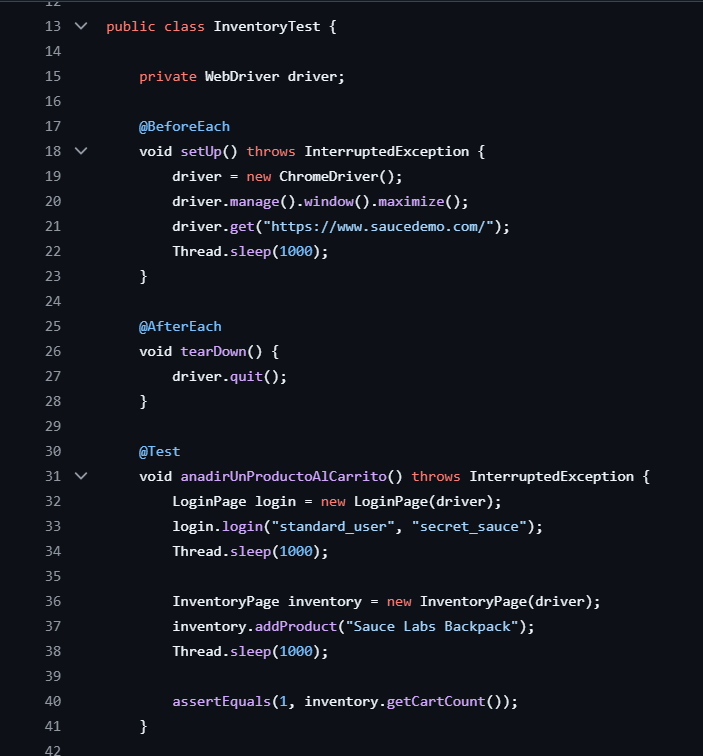 12
13 public class InventoryTest {
14
15 private WebDriver driver;
16
17 @BeforeEach
18 void setUp() throws InterruptedException {
19 driver = new ChromeDriver();
20 driver.manage().window().maximize();
21 driver.get("https://www.saucedemo.com/");
22 Thread.sleep(1000);
23 }
24
25 @AfterEach
26 void tearDown() {
27 driver.quit();
28 }
29
30 @Test
31 void anadirUnProductoAlCarrito() throws InterruptedException {
32 LoginPage login = new LoginPage(driver);
33 login.login("standard_user", "secret_sauce");
34 Thread.sleep(1000);
35
36 InventoryPage inventory = new InventoryPage(driver);
37 inventory.addProduct("Sauce Labs Backpack");
38 Thread.sleep(1000);
39
40 assertEquals(1, inventory.getCartCount());
41 }
42